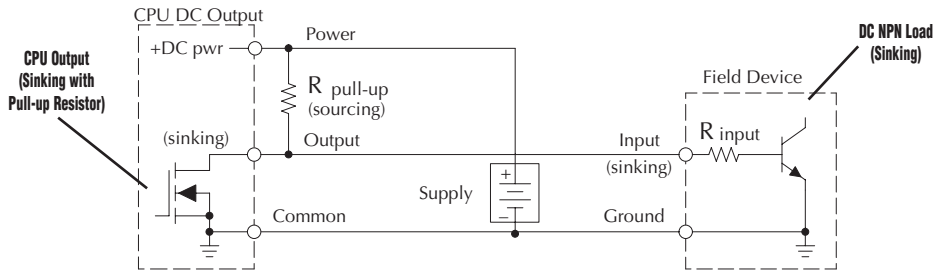 CPU DC Output
+DC pwr
Power
DC NPN Load
(Sinking)
CPU Output
(Sinking with
Pull-up Resistor)
R pull-up
(sourcing)
Field Device
(sinking)
Output
Input
(sinking)
R input
Supply
+
–
Common
Ground